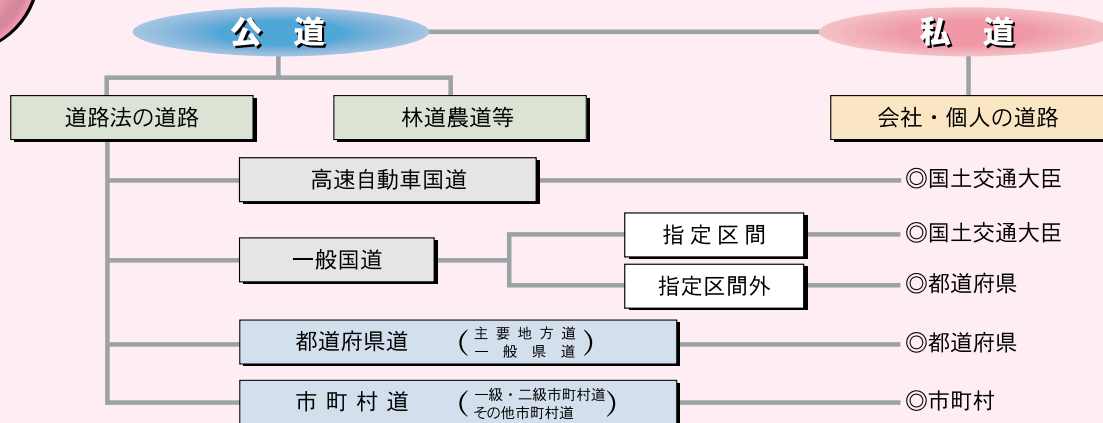 公 道
私 道
道路法の道路
林道農道等
会社・個人の道路
高速自動車国道
◎国土交通大臣
一般国道
指定区間
◎国土交通大臣
指定区間外
◎都道府県
都道府県道
(主要地方道
一般県道)
◎都道府県
市町村道
(一級・二級市町村道
その他市町村道)
◎市町村